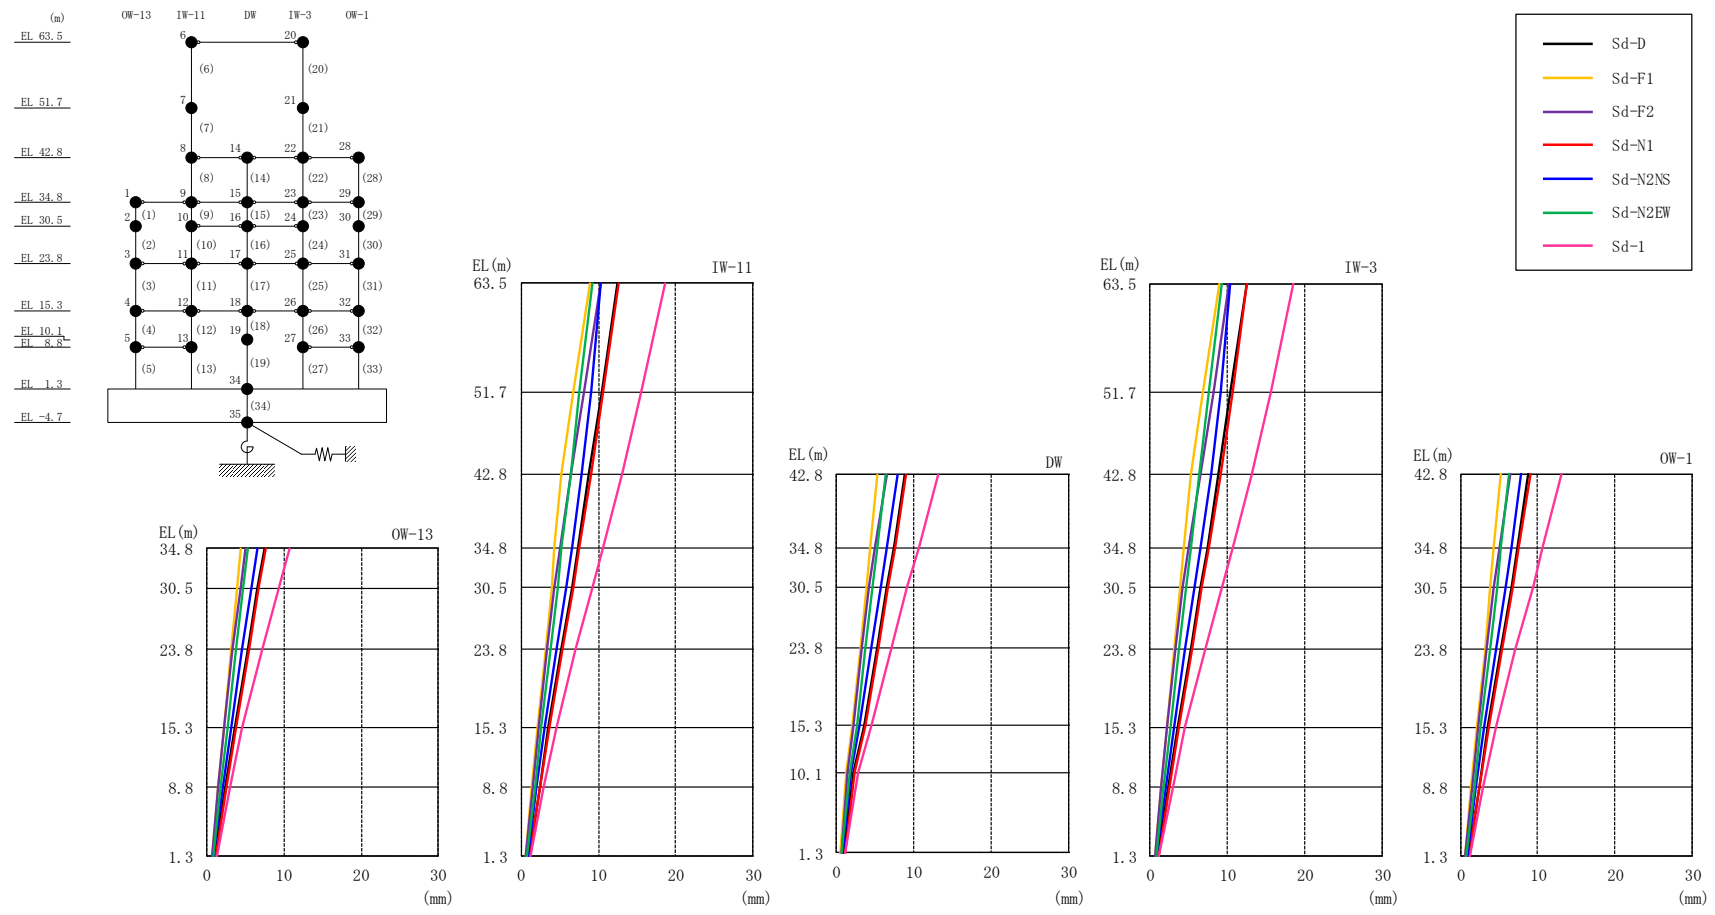 (m) OW-13 IW-11 DW IW-3 OW-1
EL 63.5 6 20
(6) (20)
EL 51.7 7 21
(7) (21)
EL 42.8 8 14 22 28
(8) (14) (22) (28)
EL 34.8 1 9 15 23 29
(1) (9) (15) (23) (29)
EL 30.5 2 10 16 24 30
(2) (10) (16) (24) (30)
EL 23.8 3 11 17 25 31
(3) (11) (17) (25) (31)
EL 15.3 4 12 18 26 32
(4) (12) (18) (26) (32)
EL 10.1 19
EL 8.8 5 13 27 33
(5) (13) (19) (27) (33)
EL 1.3 34
(34)
EL -4.7 35
Sd-D
Sd-F1
Sd-F2
Sd-N1
Sd-N2NS
Sd-N2EW
Sd-1
EL(m) OW-13
34.8
30.5
23.8
15.3
8.8
1.3
0 10 20 30
(mm)
EL(m) IW-11
63.5
51.7
42.8
34.8
30.5
23.8
15.3
8.8
1.3
0 10 20 30
(mm)
EL(m) DW
42.8
34.8
30.5
23.8
15.3
10.1
1.3
0 10 20 30
(mm)
EL(m) IW-3
63.5
51.7
42.8
34.8
30.5
23.8
15.3
8.8
1.3
0 10 20 30
(mm)
EL(m) OW-1
42.8
34.8
30.5
23.8
15.3
8.8
1.3
0 10 20 30
(mm)